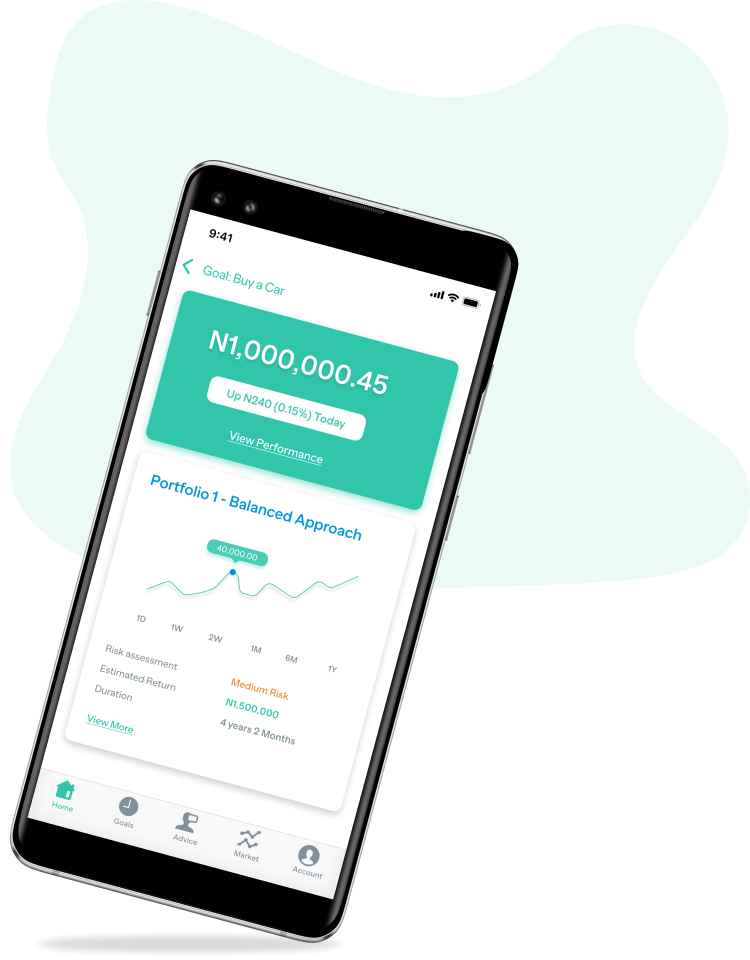 9:41
Goal: Buy a Car
N1,000,000.45
Up N240 (0.15%) Today
View Performance
Portfolio 1 - Balanced Approach
40,000.00
1D 1W 2W 1M 6M 1Y
Risk assessment Medium Risk
Estimated Return N1,500,000
Duration 4 years 2 Months
View More
Home Goals Advice Market Account